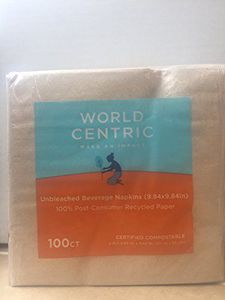 WORLD
CENTRIC
MAKE AN IMPACT
Unbleached Beverage Napkins (9.84x9.84in)
100% Post-Consumer Recycled Paper
100CT
CERTIFIED COMPOSTABLE